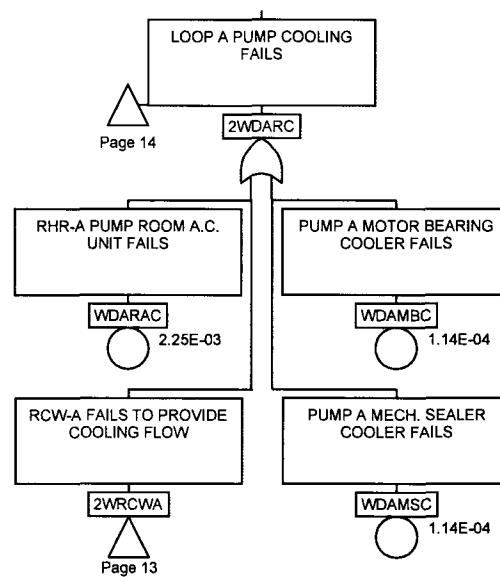 LOOP A PUMP COOLING
FAILS
2WDARC
Page 14
RHR-A PUMP ROOM A.C.
UNIT FAILS
WDARAC
2.25E-03
PUMP A MOTOR BEARING
COOLER FAILS
WDAMBC
1.14E-04
RCW-A FAILS TO PROVIDE
COOLING FLOW
2WRCWA
Page 13
PUMP A MECH. SEALER
COOLER FAILS
WDAMSC
1.14E-04